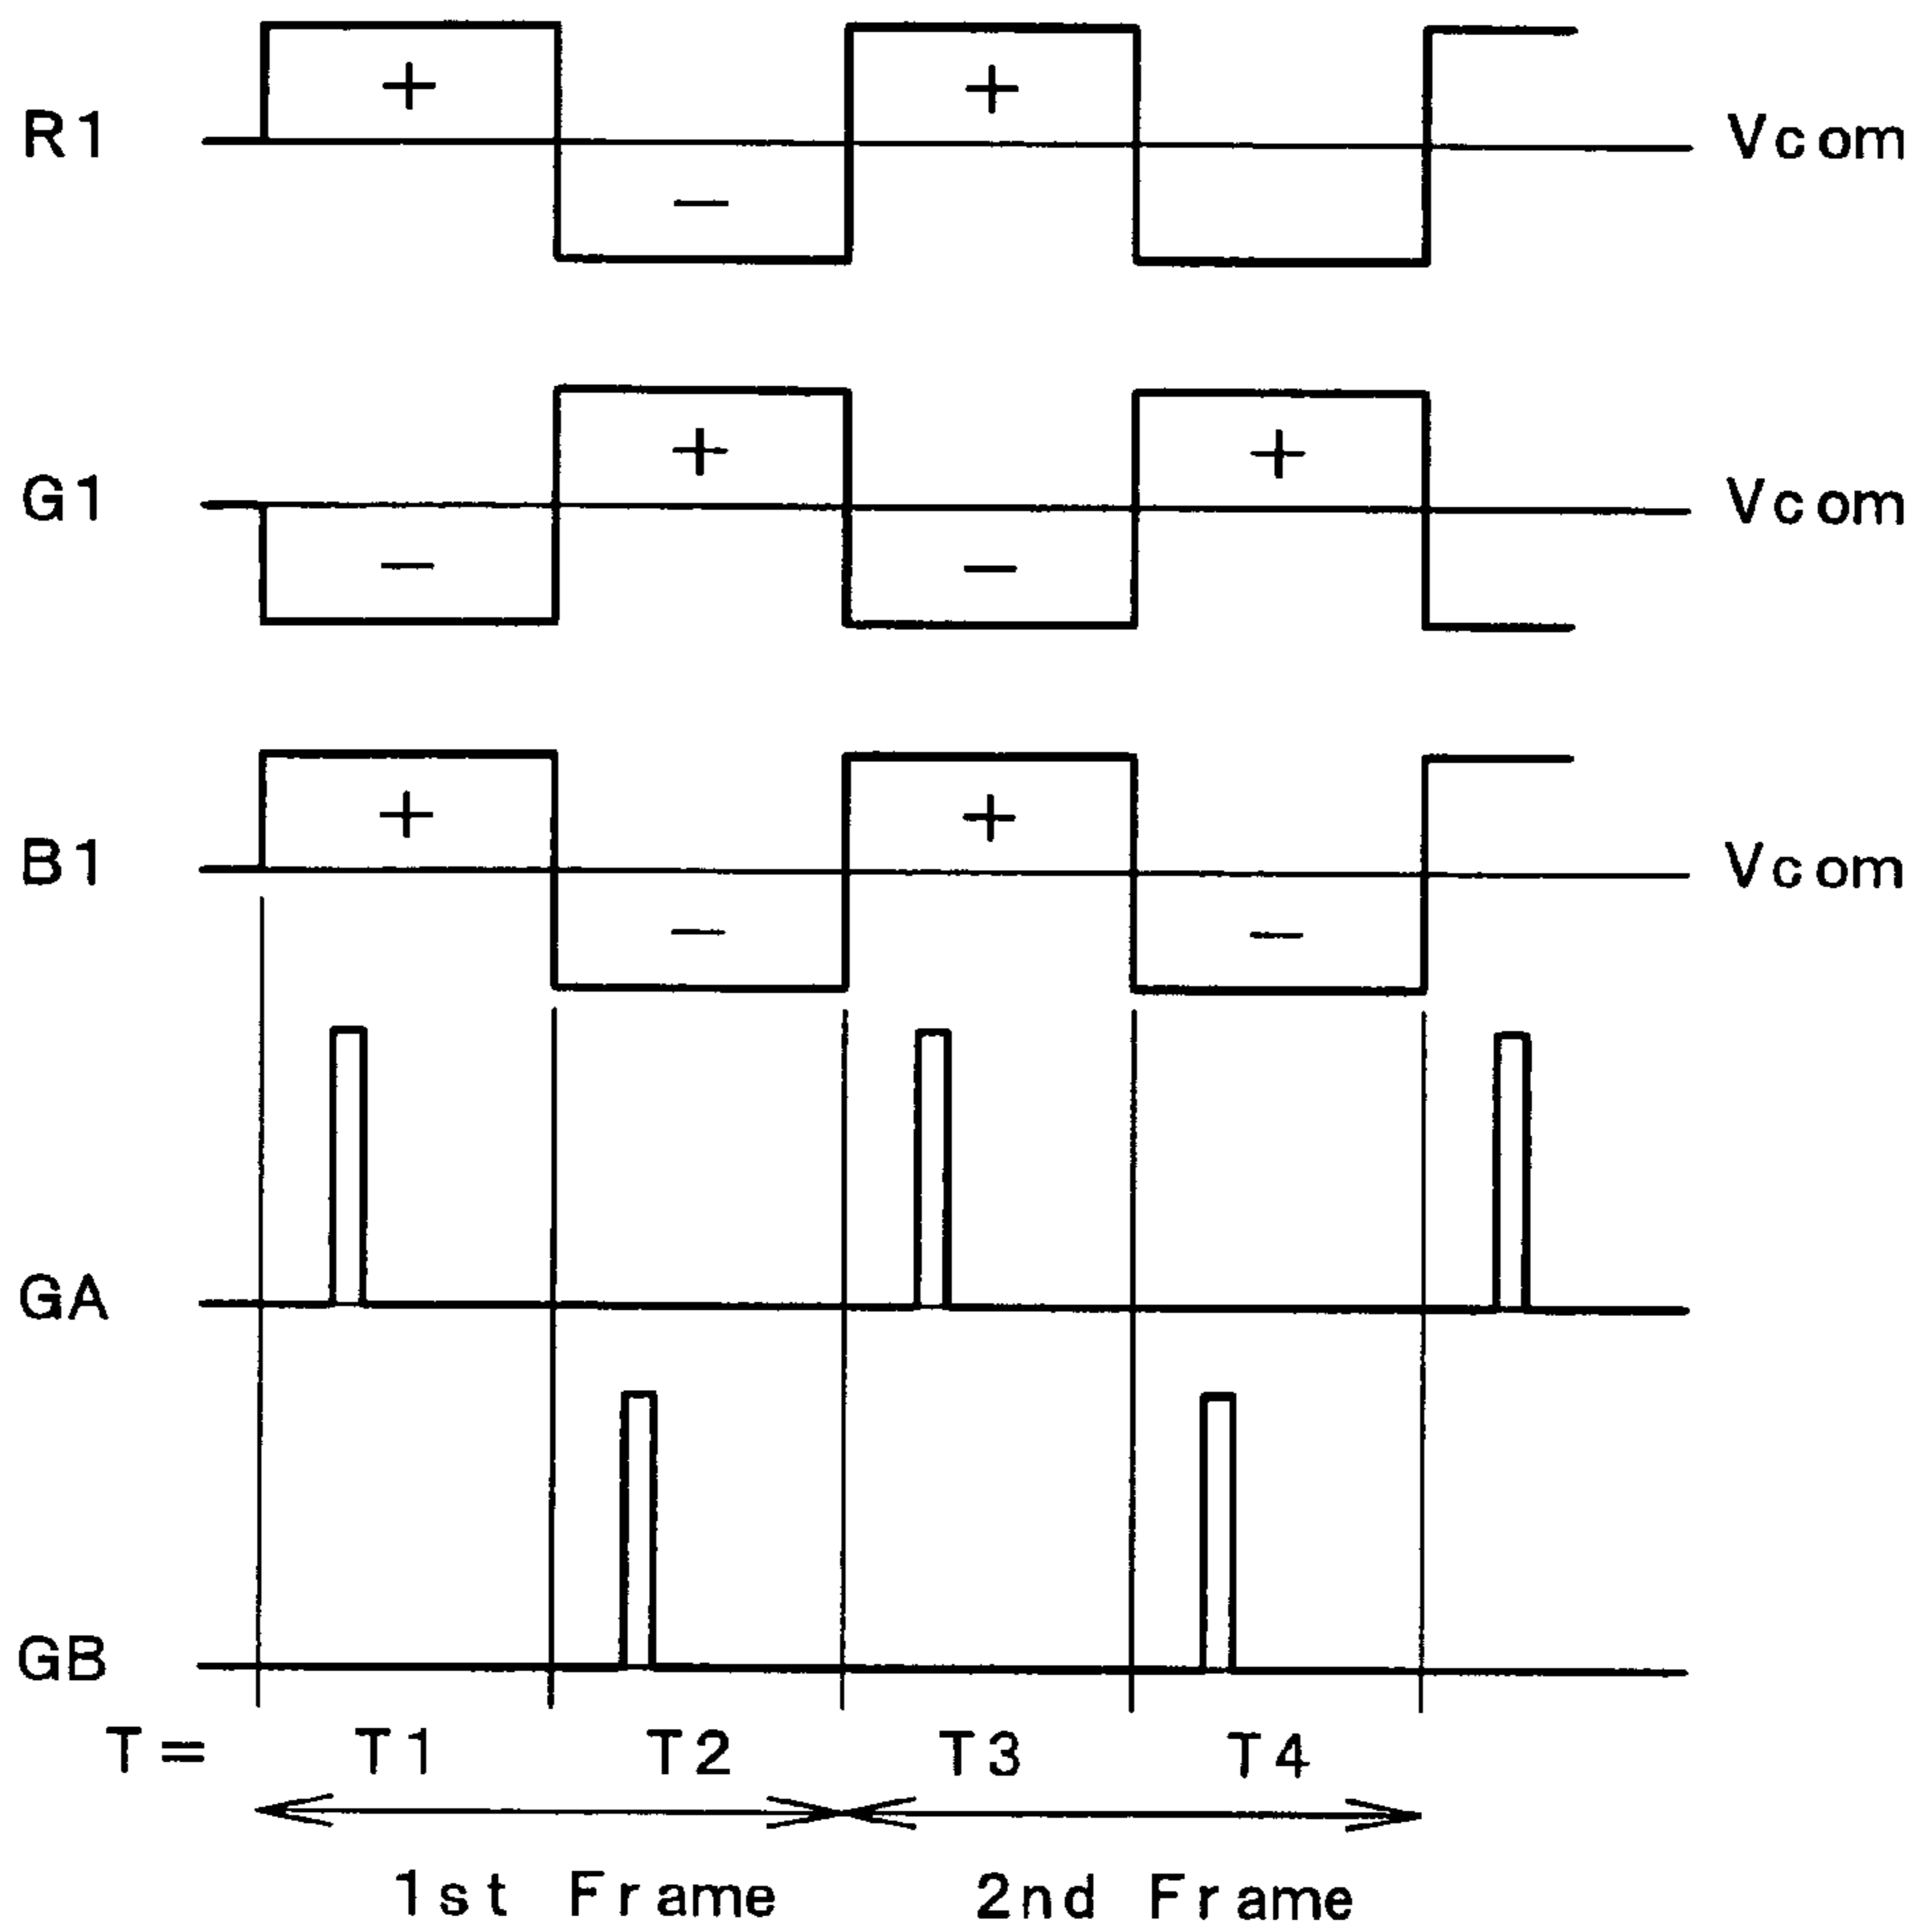 + +
R1 Vcom
−
+ +
G1 Vcom
− −
+ +
B1 Vcom
− −
GA
GB
T= T1 T2 T3 T4
1st Frame 2nd Frame